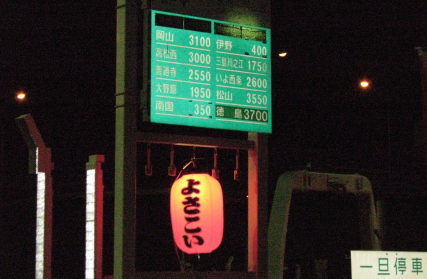 岡山 3100 伊野 400
高松西 3000 三島川之江 1750
善通寺 2550 いよ西条 2600
大野原 1950 松山 3550
南国 350 徳島 3700
よさこい
一旦停車